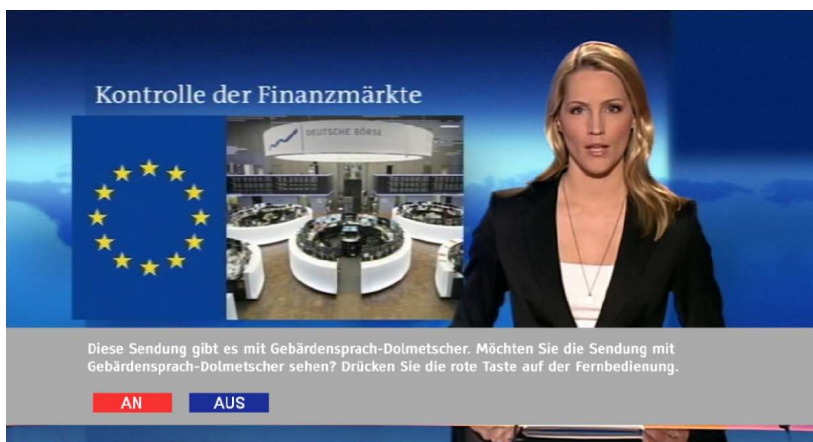 Kontrolle der Finanzmärkte
DEUTSCHE BÖRSE
Diese Sendung gibt es mit Gebärdensprach-Dolmetscher. Möchten Sie die Sendung mit
Gebärdensprach-Dolmetscher sehen? Drücken Sie die rote Taste auf der Fernbedienung.
AN AUS